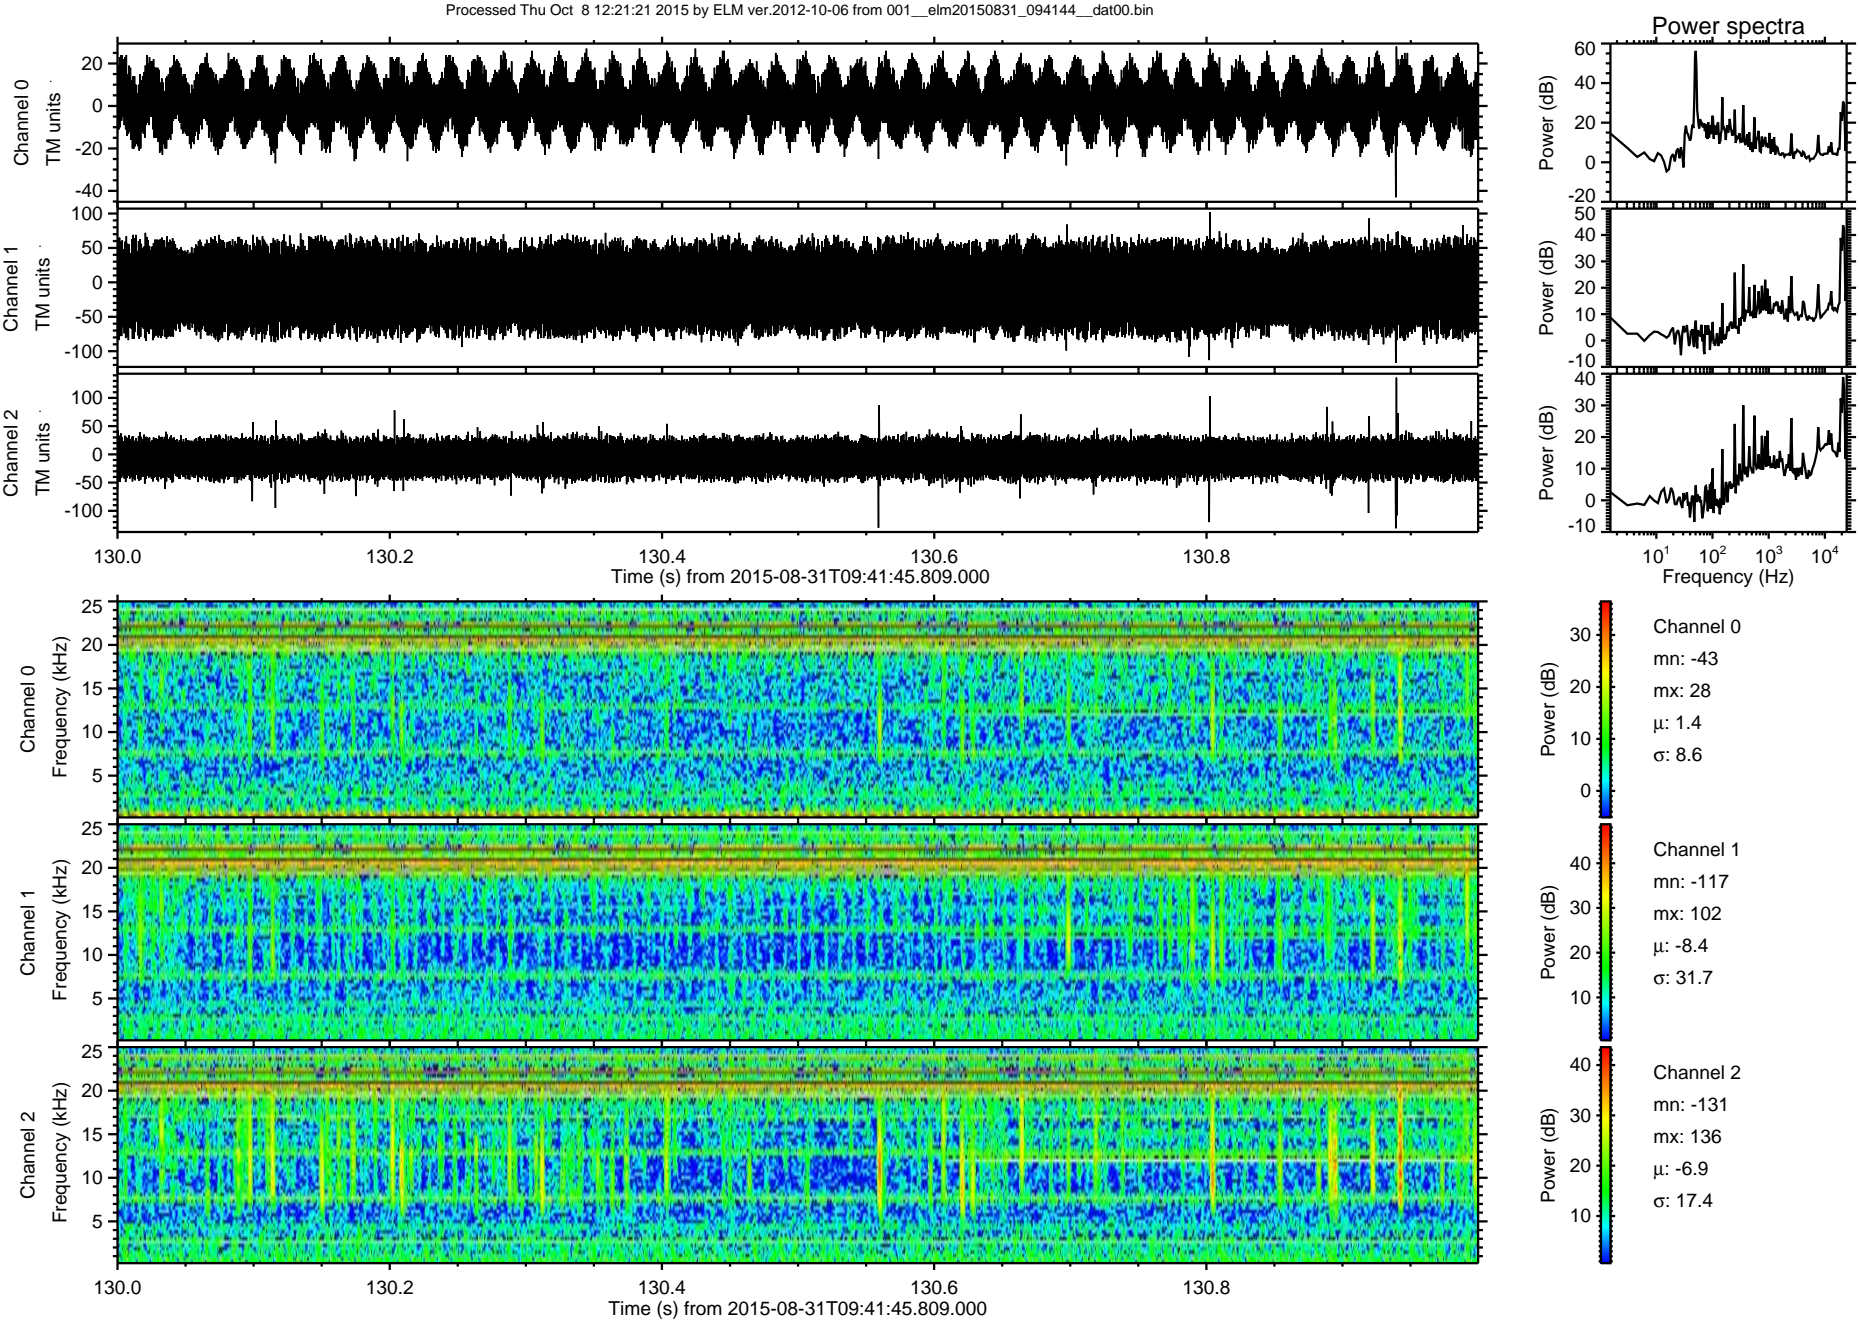 Processed Thu Oct  8 12:21:21 2015 by ELM ver.2012-10-06 from 001__elm20150831_094144__dat00.bin
Power spectra
Channel 0
TM units
20
0
-20
-40
Power (dB)
60
40
20
0
-20
Channel 1
TM units
100
50
0
-50
-100
Power (dB)
50
40
30
20
10
0
-10
Channel 2
TM units
100
50
0
-50
-100
Power (dB)
40
30
20
10
0
-10
130.0
130.2
130.4
130.6
130.8
Time (s) from 2015-08-31T09:41:45.809.000
10^1
10^2
10^3
10^4
Frequency (Hz)
Channel 0
Frequency (kHz)
25
20
15
10
5
Power (dB)
30
20
10
0
Channel 0
mn: -43
mx: 28
μ: 1.4
σ: 8.6
Channel 1
Frequency (kHz)
25
20
15
10
5
Power (dB)
40
30
20
10
Channel 1
mn: -117
mx: 102
μ: -8.4
σ: 31.7
Channel 2
Frequency (kHz)
25
20
15
10
5
Power (dB)
40
30
20
10
Channel 2
mn: -131
mx: 136
μ: -6.9
σ: 17.4
130.0
130.2
130.4
130.6
130.8
Time (s) from 2015-08-31T09:41:45.809.000